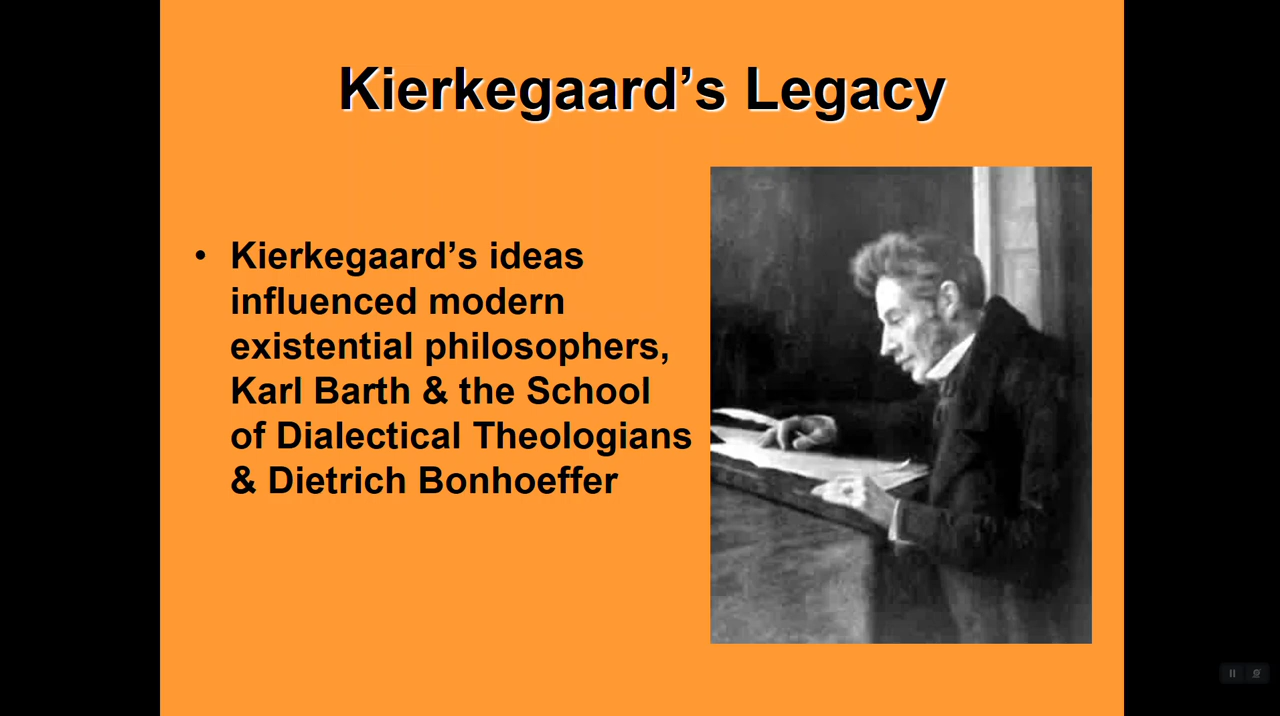 Kierkegaard’s Legacy
• Kierkegaard’s ideas
influenced modern
existential philosophers,
Karl Barth & the School
of Dialectical Theologians
& Dietrich Bonhoeffer